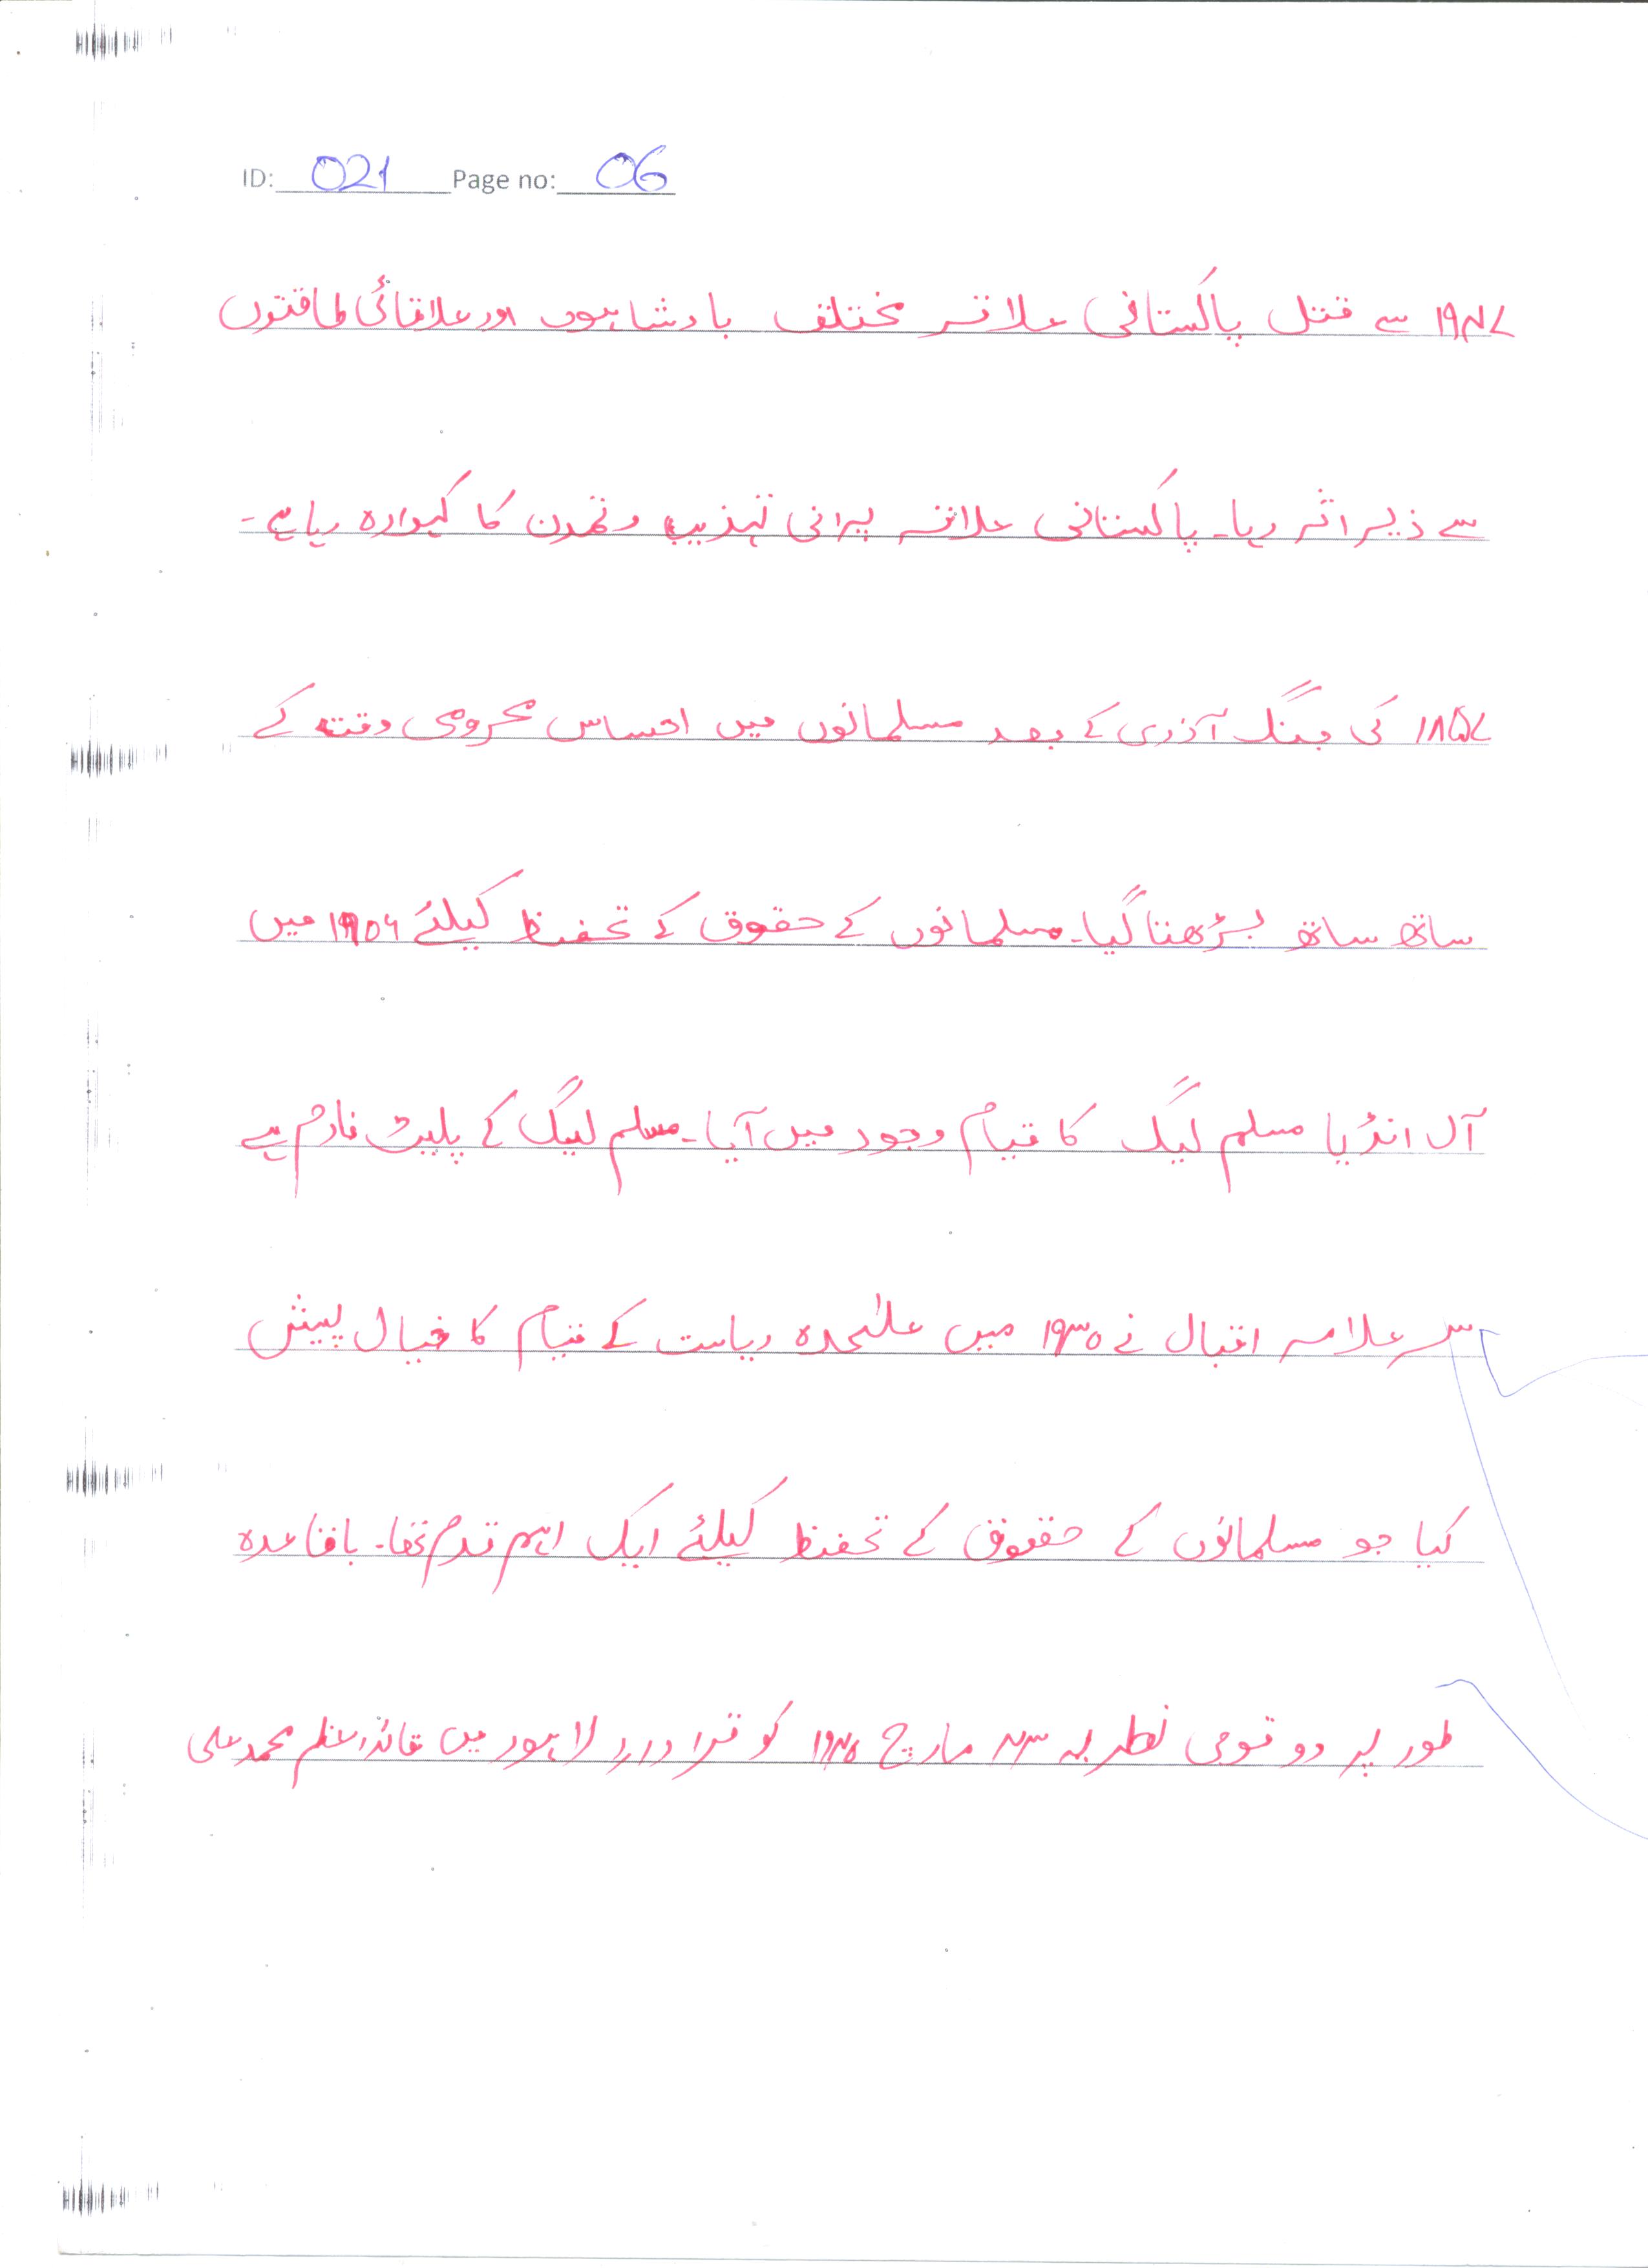 ID: 021 Page no: 06
۱۹۴۷ سے قبل پاکستانی علاقہ مختلف بادشاہوں اور علاقائی طاقتوں
سے ذیر اثر رہا۔ پاکستانی علاقہ پرانی تہذیب و تمدن کا گہوارہ رہا ہے۔
۱۸۵۷ کی جنگ آذدی کے بعد مسلمانوں میں احساس محرومی وقت کے
ساتھ ساتھ بڑھتا گیا۔ مسلمانوں کے حقوق کے تحفظ کیلئے ۱۹۰۶ میں
آل انڈیا مسلم لیگ کا قیام وجود میں آیا۔ مسلم لیگ کے پلیٹ فارم سے
سر علامہ اقبال نے ۱۹۳۰ میں علٰحدہ ریاست کے قیام کا خیال پیش
کیا جو مسلمانوں کے حقوق کے تحفظ کیلئے ایک اہم قدم تھا۔ باقاعدہ
طور پر دو قومی نظریہ ۲۳ مارچ ۱۹۴۰ کو قرادرد لاہور میں قائداعظم محمد علی